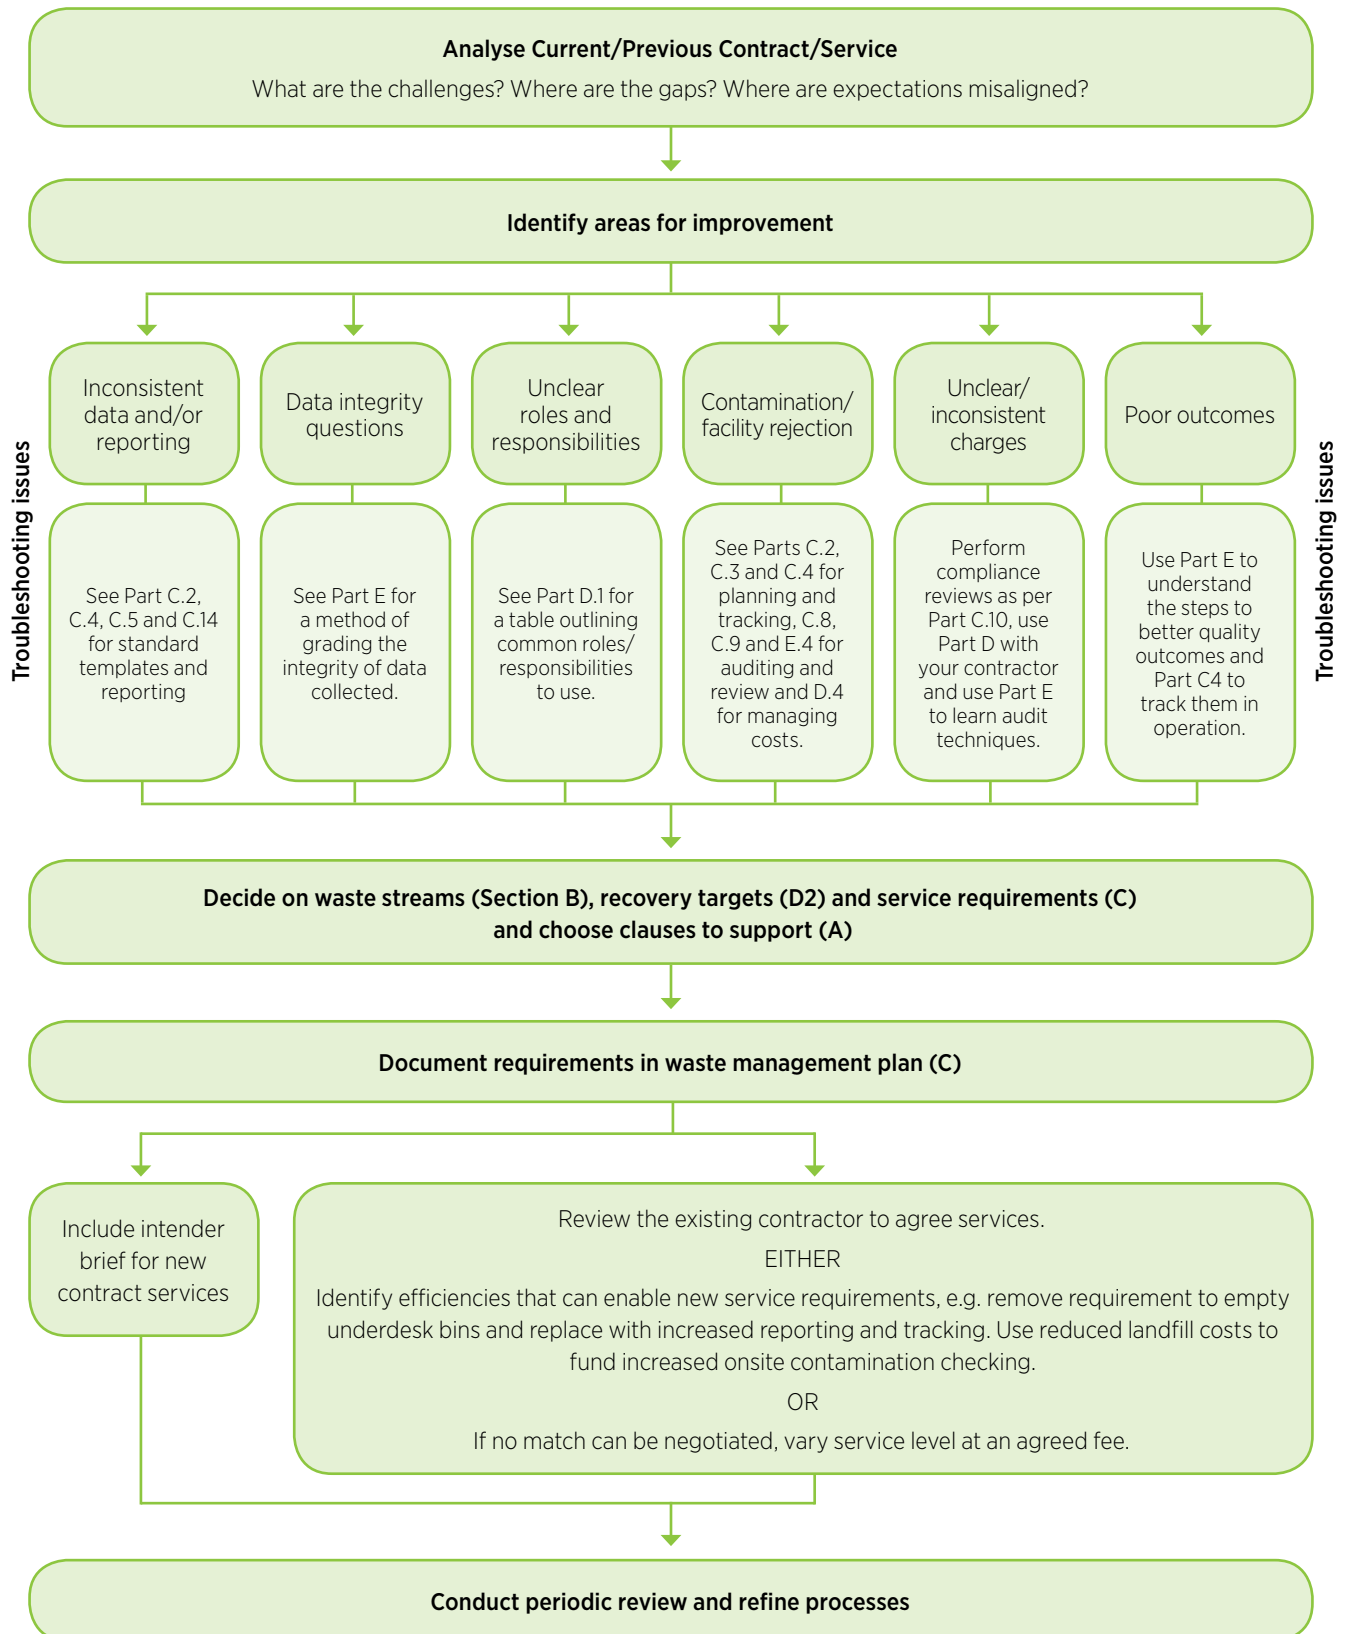 Analyse Current/Previous Contract/Service
What are the challenges? Where are the gaps? Where are expectations misaligned?
Identify areas for improvement
Troubleshooting issues
Inconsistent
data and/or
reporting
Data integrity
questions
Unclear
roles and
responsibilities
Contamination/
facility rejection
Unclear/
inconsistent
charges
Poor outcomes
Troubleshooting issues
See Part C.2,
C.4, C.5 and C.14
for standard
templates and
reporting
See Part E for
a method of
grading the
integrity of data
collected.
See Part D.1 for
a table outlining
common roles/
responsibilities
to use.
See Parts C.2,
C.3 and C.4 for
planning and
tracking, C.8,
C.9 and E.4 for
auditing and
review and D.4
for managing
costs.
Perform
compliance
reviews as per
Part C.10, use
Part D with
your contractor
and use Part E
to learn audit
techniques.
Use Part E to
understand
the steps to
better quality
outcomes and
Part C4 to
track them in
operation.
Decide on waste streams (Section B), recovery targets (D2) and service requirements (C)
and choose clauses to support (A)
Document requirements in waste management plan (C)
Include intender
brief for new
contract services
Review the existing contractor to agree services.
EITHER
Identify efficiencies that can enable new service requirements, e.g. remove requirement to empty
underdesk bins and replace with increased reporting and tracking. Use reduced landfill costs to
fund increased onsite contamination checking.
OR
If no match can be negotiated, vary service level at an agreed fee.
Conduct periodic review and refine processes